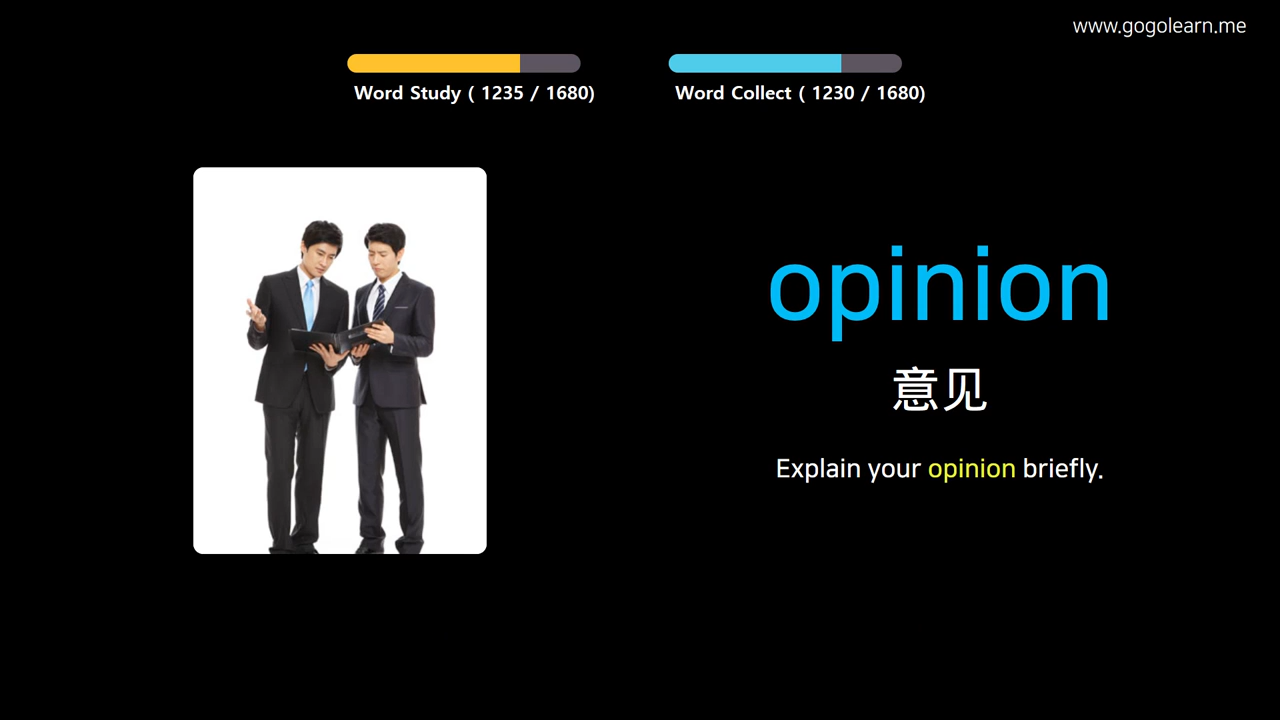 www.gogolearn.me
Word Study ( 1235 / 1680)
Word Collect ( 1230 / 1680)
opinion
意见
Explain your opinion briefly.